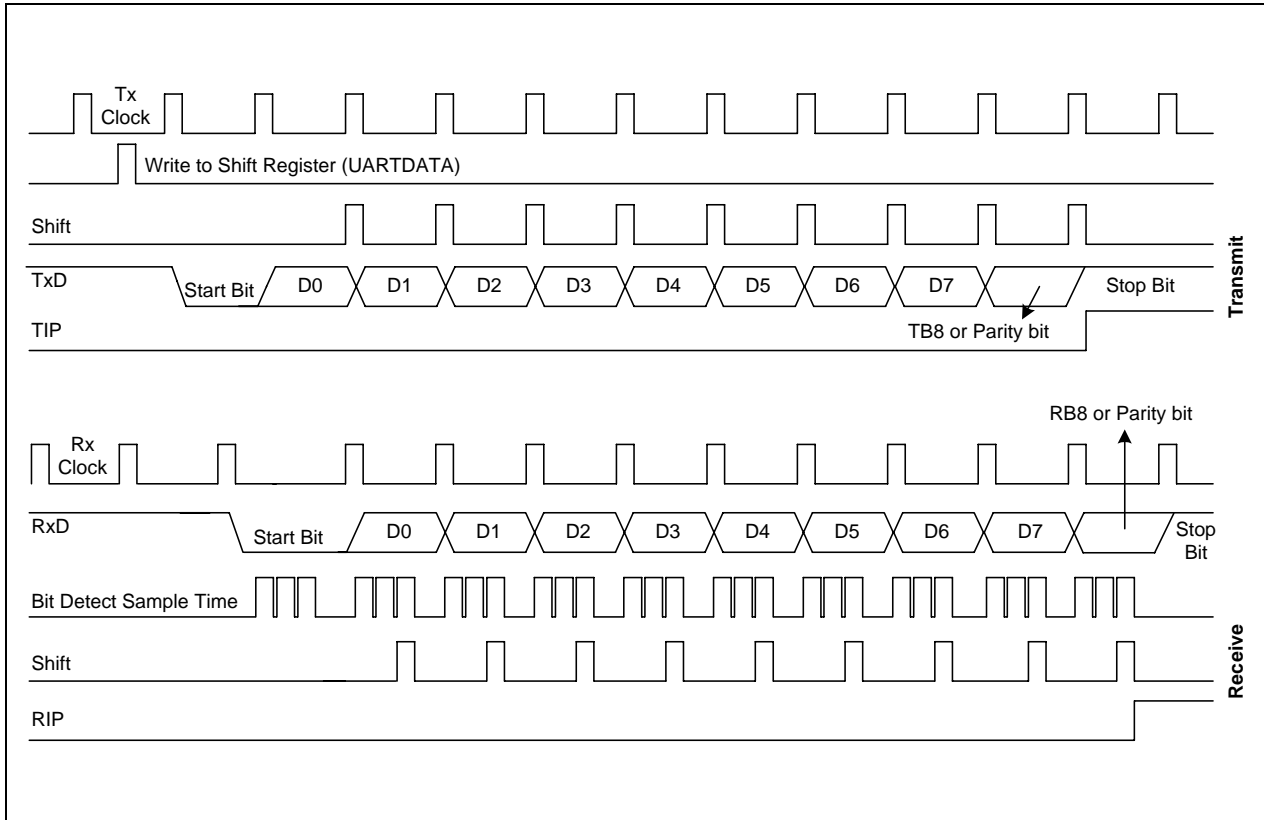 Tx
Clock
Write to Shift Register (UARTDATA)
Shift
TxD
Start Bit
D0
D1
D2
D3
D4
D5
D6
D7
Stop Bit
TIP
TB8 or Parity bit
Transmit
RB8 or Parity bit
Rx
Clock
RxD
Start Bit
D0
D1
D2
D3
D4
D5
D6
D7
Stop
Bit
Bit Detect Sample Time
Shift
RIP
Receive